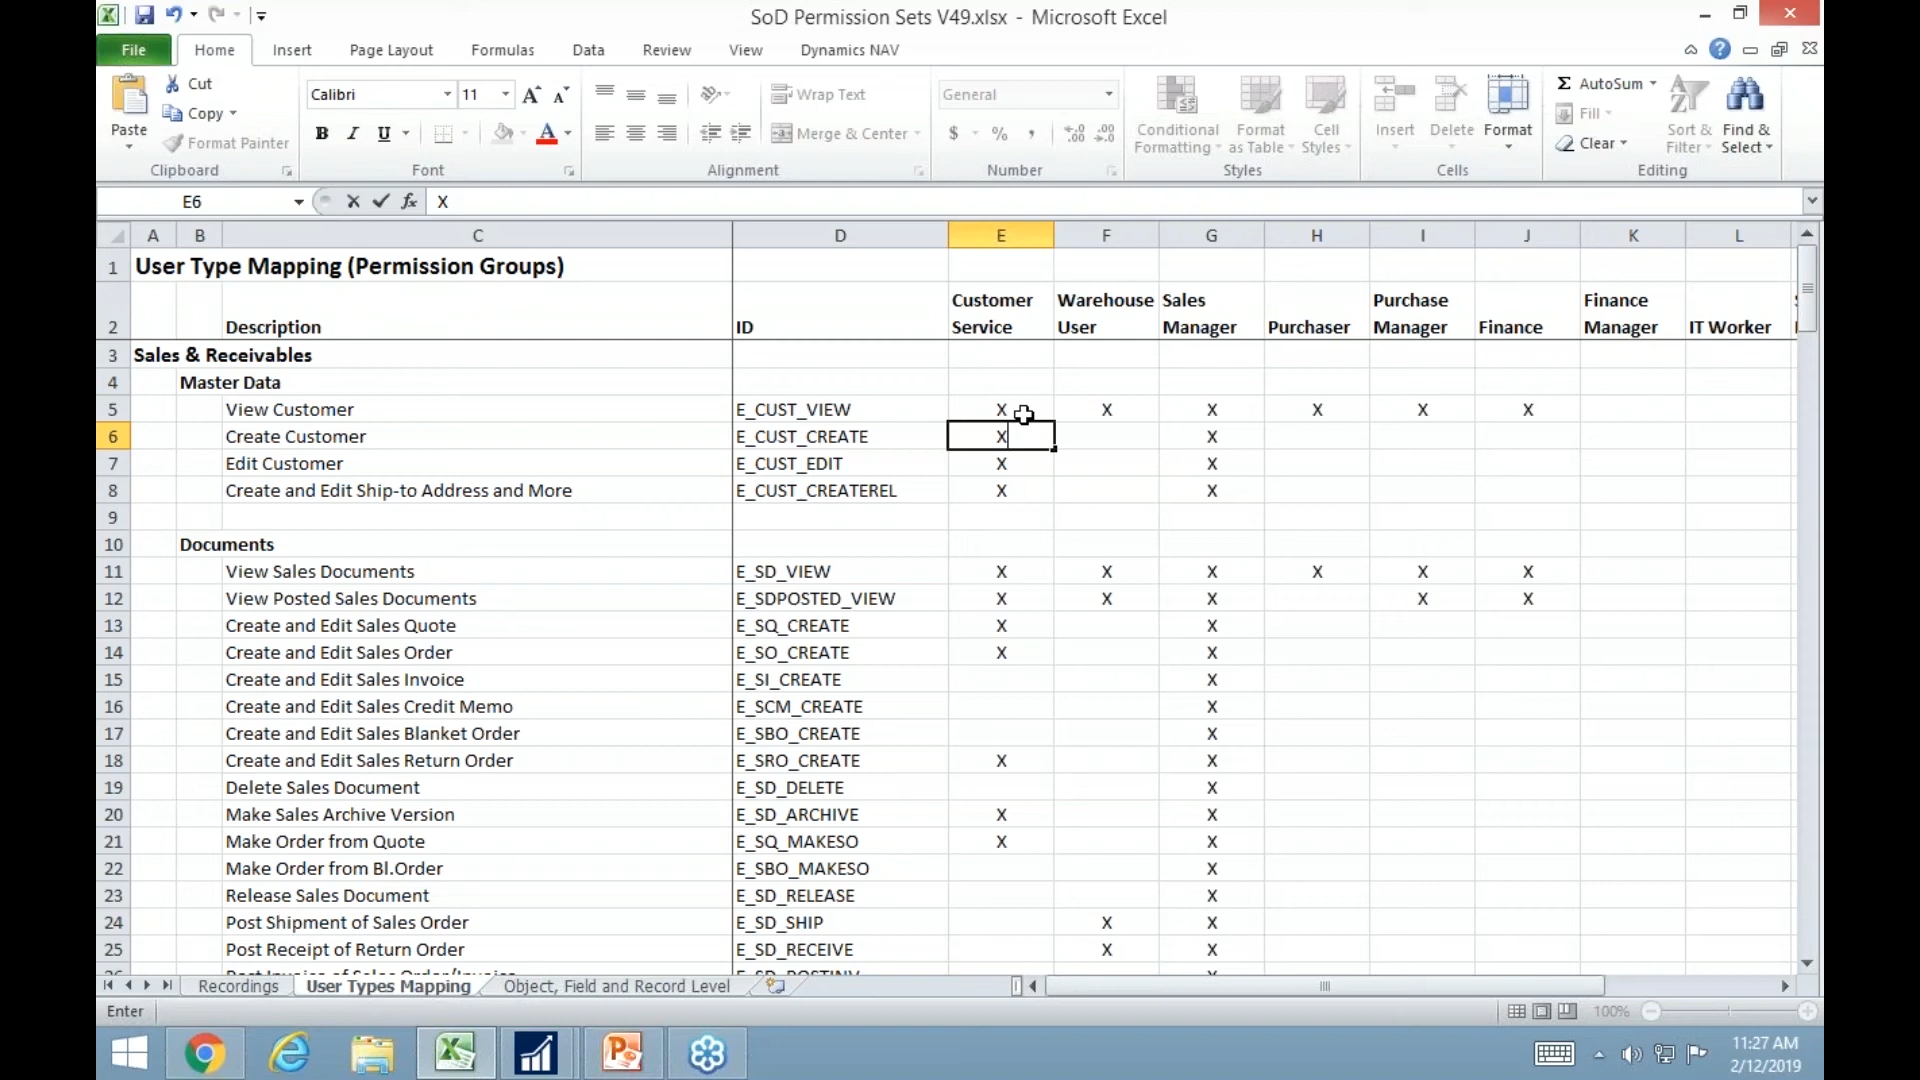 SoD Permission Sets V49.xlsx - Microsoft Excel
File Home Insert Page Layout Formulas Data Review View Dynamics NAV
Paste Cut Copy Format Painter Clipboard
Calibri 11 A A B I U A Font
Wrap Text Merge & Center Alignment
General $ % , .00 .00 Number
Conditional Formatting Format as Table Cell Styles Styles
Insert Delete Format Cells
Σ AutoSum Fill Clear Sort & Filter Find & Select Editing
E6 fx X
A B C D E F G H I J K L
1 User Type Mapping (Permission Groups)
2 Description ID Customer Service Warehouse User Sales Manager Purchaser Purchase Manager Finance Finance Manager IT Worker
3 Sales & Receivables
4 Master Data
5 View Customer E_CUST_VIEW X X X X X X
6 Create Customer E_CUST_CREATE X X
7 Edit Customer E_CUST_EDIT X X
8 Create and Edit Ship-to Address and More E_CUST_CREATEREL X X
9
10 Documents
11 View Sales Documents E_SD_VIEW X X X X X X
12 View Posted Sales Documents E_SDPOSTED_VIEW X X X X X
13 Create and Edit Sales Quote E_SQ_CREATE X X
14 Create and Edit Sales Order E_SO_CREATE X X
15 Create and Edit Sales Invoice E_SI_CREATE X
16 Create and Edit Sales Credit Memo E_SCM_CREATE X
17 Create and Edit Sales Blanket Order E_SBO_CREATE X
18 Create and Edit Sales Return Order E_SRO_CREATE X X
19 Delete Sales Document E_SD_DELETE X
20 Make Sales Archive Version E_SD_ARCHIVE X X
21 Make Order from Quote E_SQ_MAKESO X X
22 Make Order from Bl.Order E_SBO_MAKESO X
23 Release Sales Document E_SD_RELEASE X
24 Post Shipment of Sales Order E_SD_SHIP X X
25 Post Receipt of Return Order E_SD_RECEIVE X X
Recordings User Types Mapping Object, Field and Record Level
Enter 100%
11:27 AM
2/12/2019